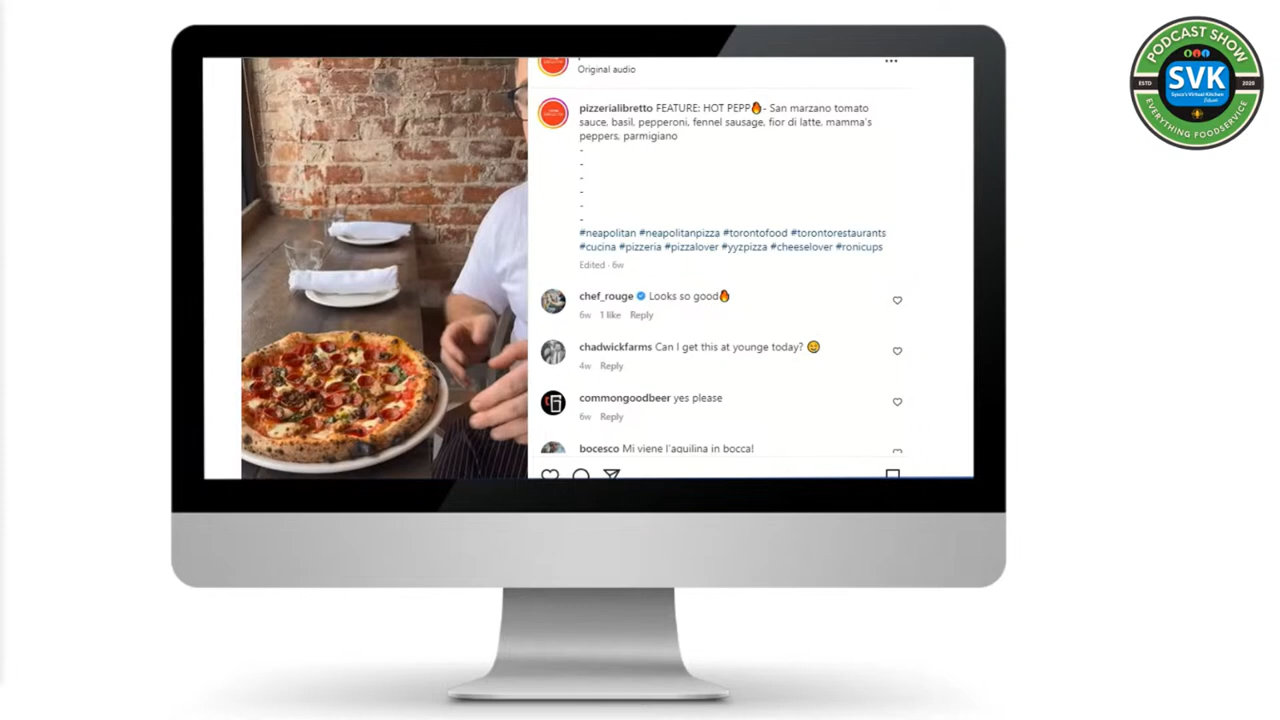 Original audio
pizzerialibretto FEATURE: HOT PEPP🔥- San marzano tomato
sauce, basil, pepperoni, fennel sausage, fior di latte, mamma's
peppers, parmigiano
-
-
-
-
-
-
#neapolitan #neapolitanpizza #torontofood #torontorestaurants
#cucina #pizzeria #pizzalover #yyzpizza #cheeselover #ronicups
Edited · 6w
chef_rouge Looks so good🔥
6w 1 like Reply
chadwickfarms Can I get this at younge today? 😀
4w Reply
commongoodbeer yes please
6w Reply
bocesco Mi viene l'aquilina in bocca!
PODCAST SHOW
ESTD 2020
SVK
Sysco's Virtual Kitchen
EVERYTHING FOODSERVICE